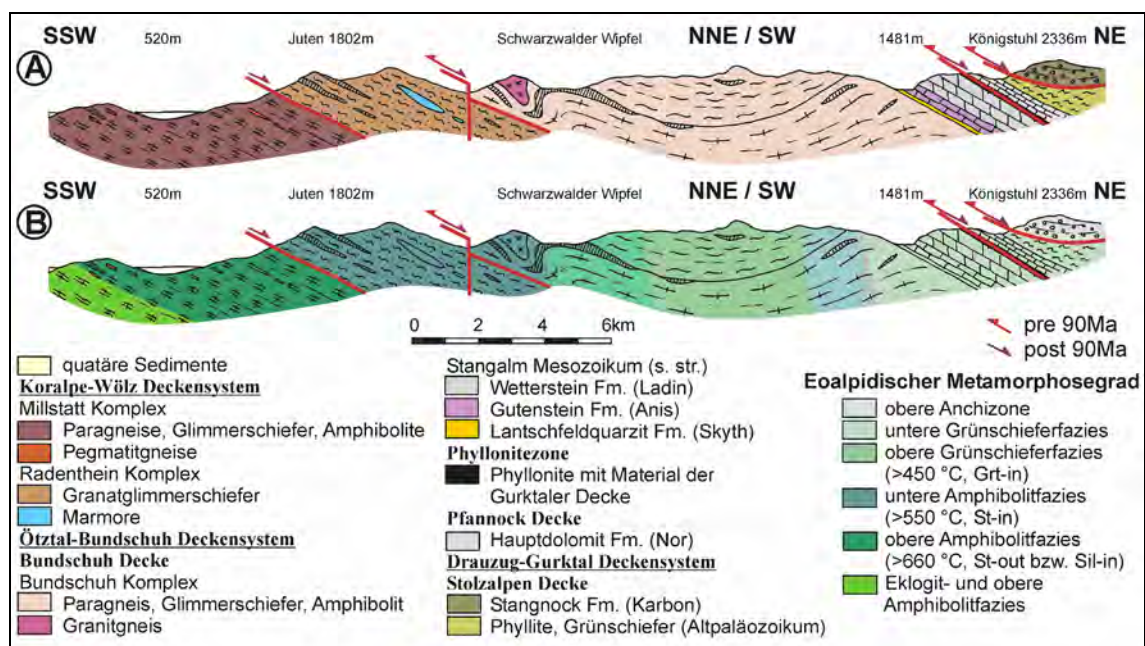 SSW 520m Juten 1802m Schwarzwalder Wipfel NNE / SW 1481m Königstuhl 2336m NE
A
SSW 520m Juten 1802m Schwarzwalder Wipfel NNE / SW 1481m Königstuhl 2336m NE
B
0 2 4 6km
pre 90Ma
post 90Ma
quatäre Sedimente
Koralpe-Wölz Deckensystem
Millstatt Komplex
Paragneise, Glimmerschiefer, Amphibolite
Pegmatitgneise
Radenthein Komplex
Granatglimmerschiefer
Marmore
Ötztal-Bundschuh Deckensystem
Bundschuh Decke
Bundschuh Komplex
Paragneis, Glimmerschiefer, Amphibolit
Granitgneis
Stangalm Mesozoikum (s. str.)
Wetterstein Fm. (Ladin)
Gutenstein Fm. (Anis)
Lantschfeldquarzit Fm. (Skyth)
Phyllonitezone
Phyllonite mit Material der
Gurktaler Decke
Pfannock Decke
Hauptdolomit Fm. (Nor)
Drauzug-Gurktal Deckensystem
Stolzalpen Decke
Stangnock Fm. (Karbon)
Phyllite, Grünschiefer (Altpaläozoikum)
Eoalpidischer Metamorphosegrad
obere Anchizone
untere Grünschieferfazies
obere Grünschieferfazies
(>450 °C, Grt-in)
untere Amphibolitfazies
(>550 °C, St-in)
obere Amphibolitfazies
(>660 °C, St-out bzw. Sil-in)
Eklogit- und obere
Amphibolitfazies